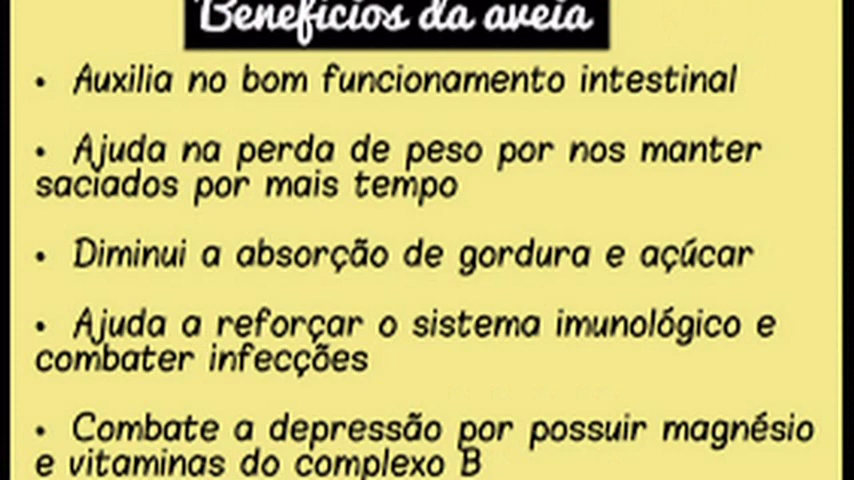 Benefícios da aveia
• Auxilia no bom funcionamento intestinal
• Ajuda na perda de peso por nos manter
saciados por mais tempo
• Diminui a absorção de gordura e açúcar
• Ajuda a reforçar o sistema imunológico e
combater infecções
• Combate a depressão por possuir magnésio
e vitaminas do complexo B